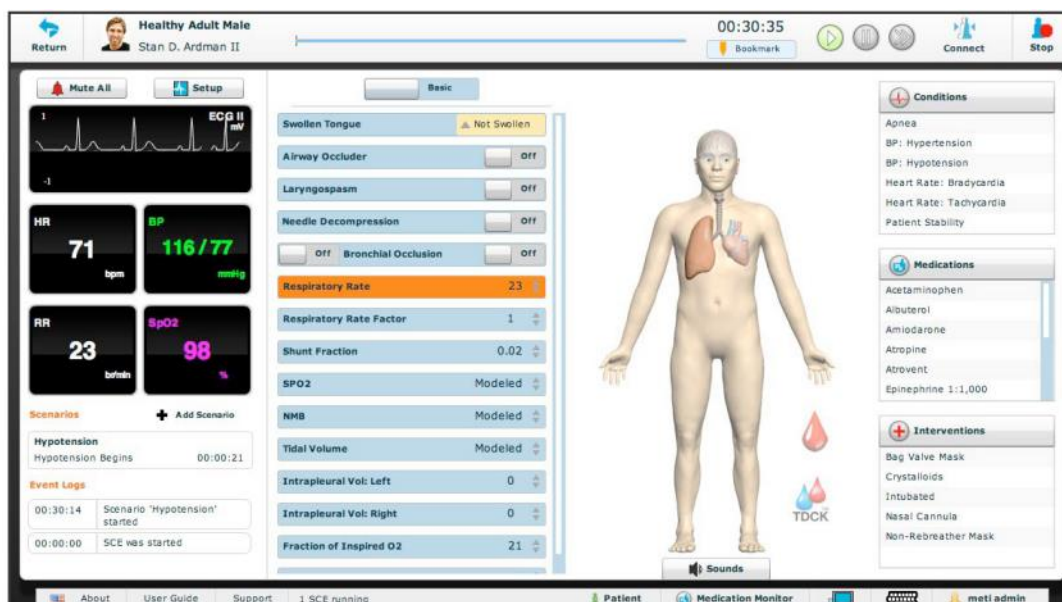 Return
Healthy Adult Male
Stan D. Ardman II
00:30:35
Bookmark
Connect
Stop
Mute All
Setup
1
ECG II
mV
-1
HR
71
bpm
BP
116 / 77
mmHg
RR
23
br/min
SpO2
98
%
Scenarios
Add Scenario
Hypotension
Hypotension Begins 00:00:21
Event Logs
00:30:14 Scenario 'Hypotension'
started
00:00:00 SCE was started
Basic
Swollen Tongue Not Swollen
Airway Occluder Off
Laryngospasm Off
Needle Decompression Off
Off Bronchial Occlusion Off
Respiratory Rate 23
Respiratory Rate Factor 1
Shunt Fraction 0.02
SPO2 Modeled
NMB Modeled
Tidal Volume Modeled
Intrapleural Vol: Left 0
Intrapleural Vol: Right 0
Fraction of Inspired O2 21
TDCK
Sounds
Conditions
Apnea
BP: Hypertension
BP: Hypotension
Heart Rate: Bradycardia
Heart Rate: Tachycardia
Patient Stability
Medications
Acetaminophen
Albuterol
Amiodarone
Atropine
Atrovent
Epinephrine 1:1,000
Interventions
Bag Valve Mask
Crystalloids
Intubated
Nasal Cannula
Non-Rebreather Mask
About
User Guide
Support
1 SCE running
Patient
Medication Monitor
meti admin